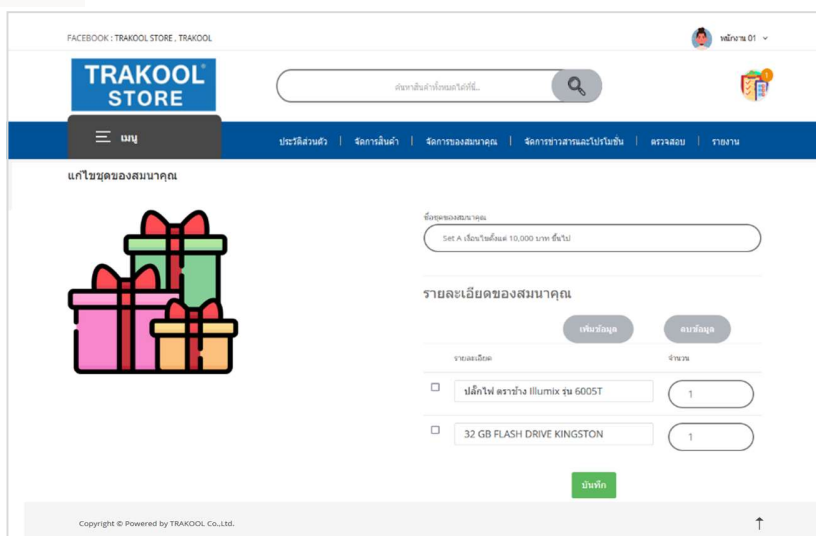 FACEBOOK : TRAKOOL STORE , TRAKOOL
พนักงาน 01
TRAKOOL®
STORE
ค้นหาสินค้าทั้งหมดได้ที่นี่..
1
เมนู
ประวัติส่วนตัว | จัดการสินค้า | จัดการของสมนาคุณ | จัดการข่าวสารและโปรโมชั่น | ตรวจสอบ | รายงาน
แก้ไขชุดของสมนาคุณ
ชื่อชุดของสมนาคุณ
Set A เงื่อนไขตั้งแต่ 10,000 บาท ขึ้นไป
รายละเอียดของสมนาคุณ
เพิ่มข้อมูล
ลบข้อมูล
รายละเอียด
จำนวน
ปลั๊กไฟ ตราช้าง Illumix รุ่น 6005T
1
32 GB FLASH DRIVE KINGSTON
1
บันทึก
Copyright © Powered by TRAKOOL Co.,Ltd.